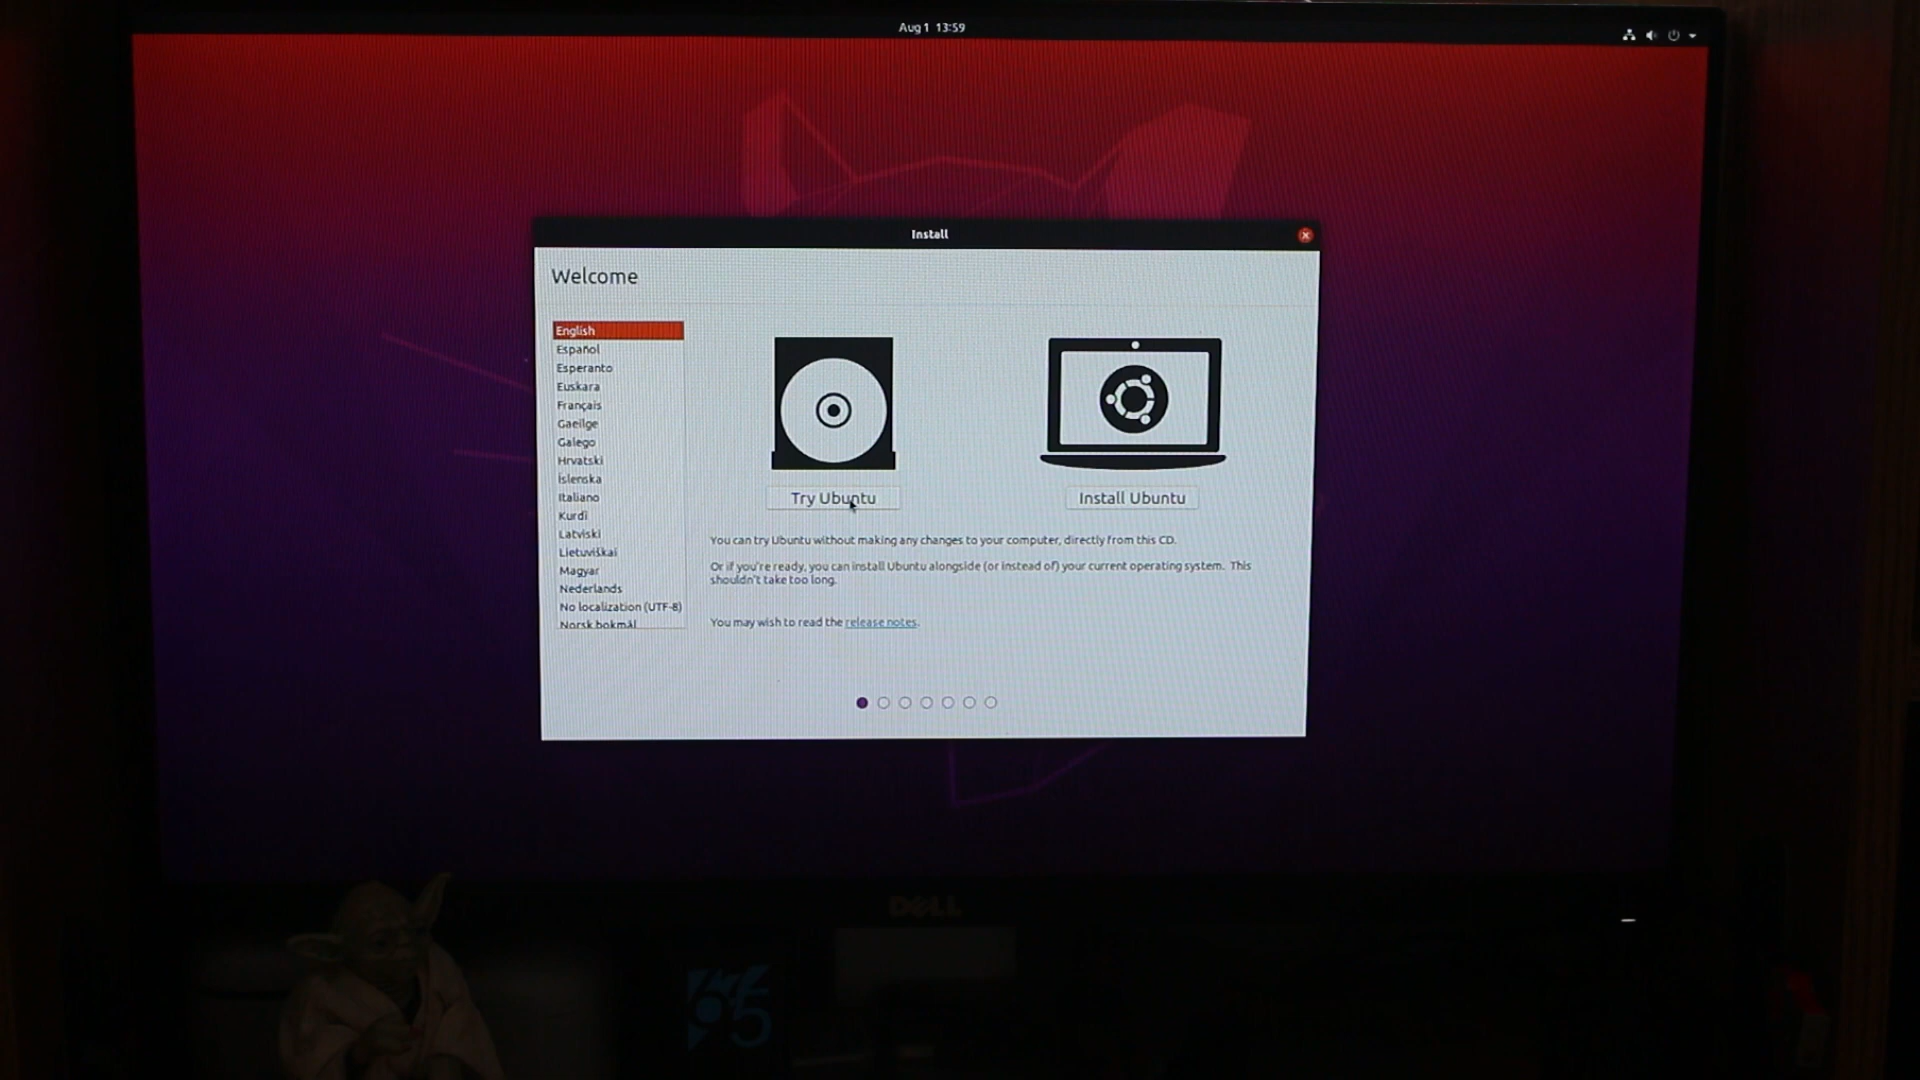 Aug 1 13:59
Install
Welcome
English
Español
Esperanto
Euskara
Français
Gaeilge
Galego
Hrvatski
Íslenska
Italiano
Kurdî
Latviski
Lietuviškai
Magyar
Nederlands
No localization (UTF-8)
Norsk bokmål
Try Ubuntu
Install Ubuntu
You can try Ubuntu without making any changes to your computer, directly from this CD.
Or if you're ready, you can install Ubuntu alongside (or instead of) your current operating system. This
shouldn't take too long.
You may wish to read the release notes.
DELL
95